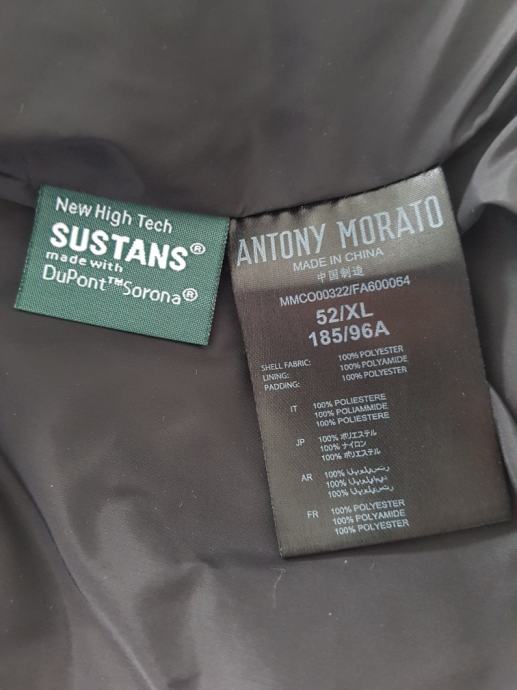 New High Tech
SUSTANS®
made with
DuPont™Sorona®
ANTONY MORATO
MADE IN CHINA
中国制造
MMCO00322/FA600064
52/XL
185/96A
SHELL FABRIC: 100% POLYESTER
LINING: 100% POLYAMIDE
PADDING: 100% POLYESTER
IT 100% POLIESTERE
100% POLIAMMIDE
100% POLIESTERE
JP 100% ポリエステル
100% ナイロン
100% ポリエステル
AR 100%
100%
100%
FR 100% POLYESTER
100% POLYAMIDE
100% POLYESTER